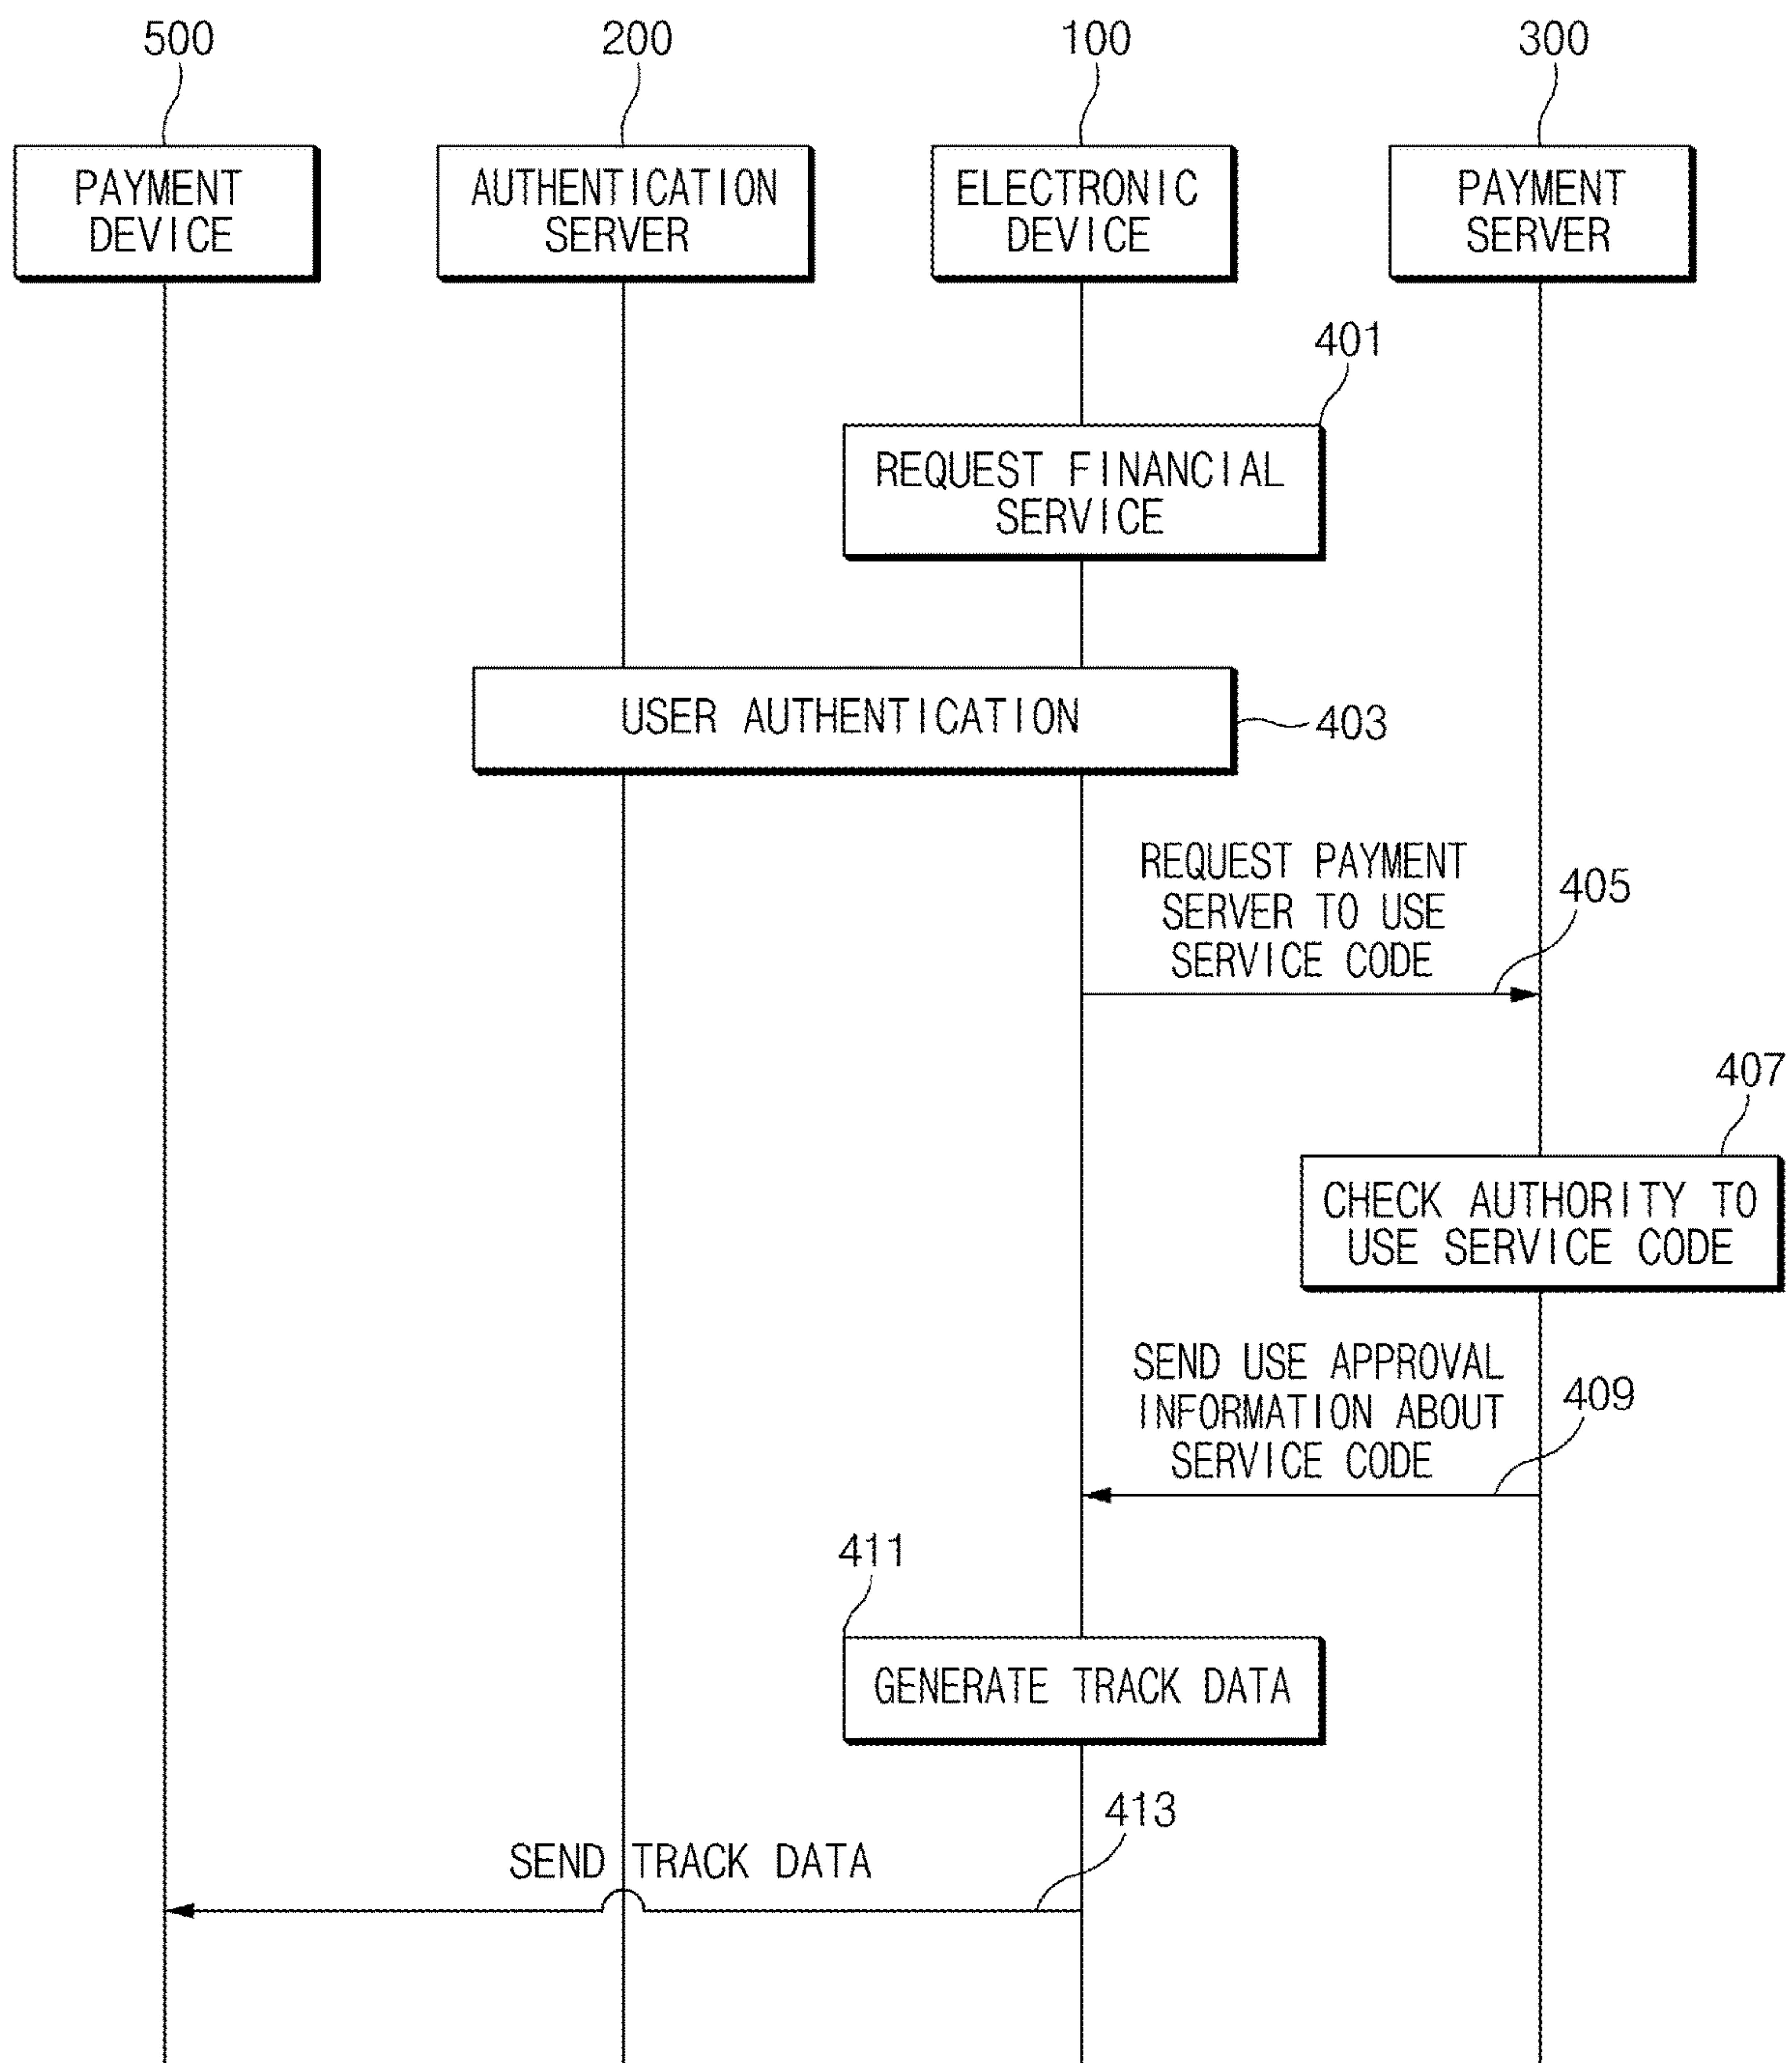 500
200
100
300
PAYMENT
DEVICE
AUTHENTICATION
SERVER
ELECTRONIC
DEVICE
PAYMENT
SERVER
401
REQUEST FINANCIAL
SERVICE
USER AUTHENTICATION
403
REQUEST PAYMENT
SERVER TO USE
SERVICE CODE
405
407
CHECK AUTHORITY TO
USE SERVICE CODE
SEND USE APPROVAL
INFORMATION ABOUT
SERVICE CODE
409
411
GENERATE TRACK DATA
413
SEND TRACK DATA